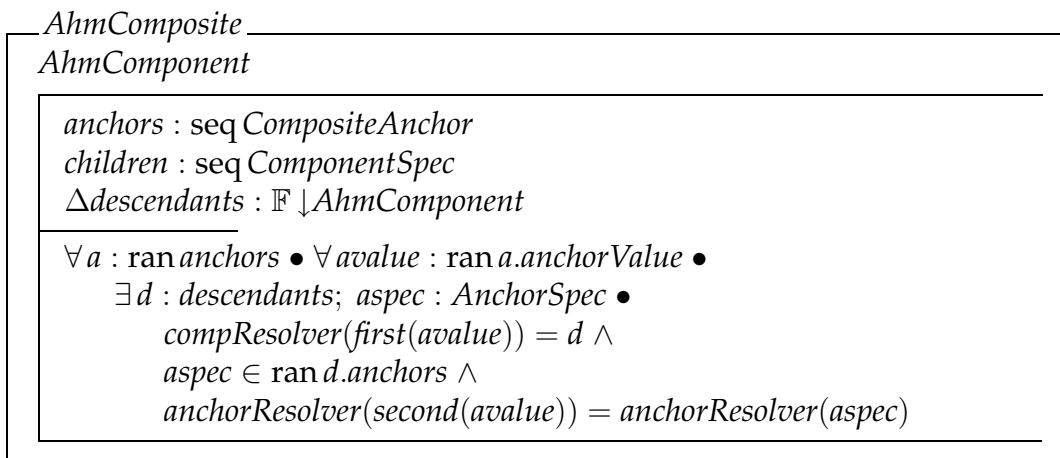 AhmComposite
AhmComponent
anchors : seq CompositeAnchor
children : seq ComponentSpec
Δdescendants : 𝔽 ↓AhmComponent
∀ a : ran anchors • ∀ avalue : ran a.anchorValue •
∃ d : descendants; aspec : AnchorSpec •
compResolver(first(avalue)) = d ∧
aspec ∈ ran d.anchors ∧
anchorResolver(second(avalue)) = anchorResolver(aspec)